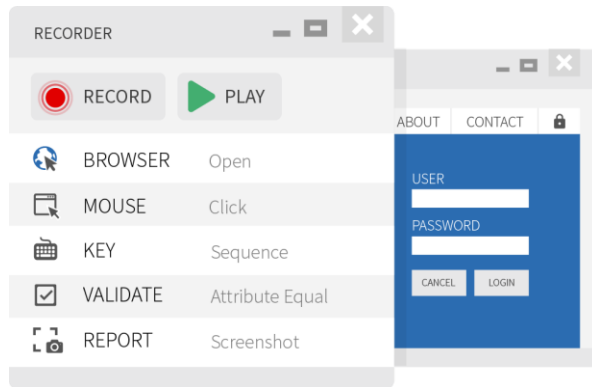 RECORDER
RECORD PLAY
BROWSER Open
MOUSE Click
KEY Sequence
VALIDATE Attribute Equal
REPORT Screenshot
ABOUT CONTACT
USER
PASSWORD
CANCEL LOGIN